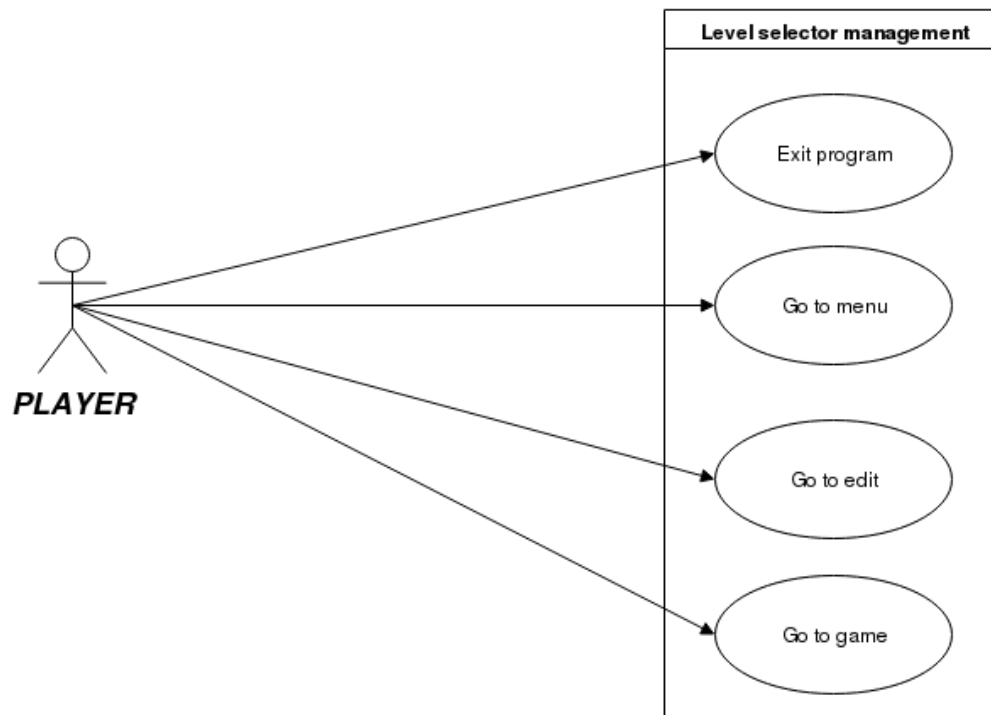 Level selector management
Exit program
Go to menu
PLAYER
Go to edit
Go to game